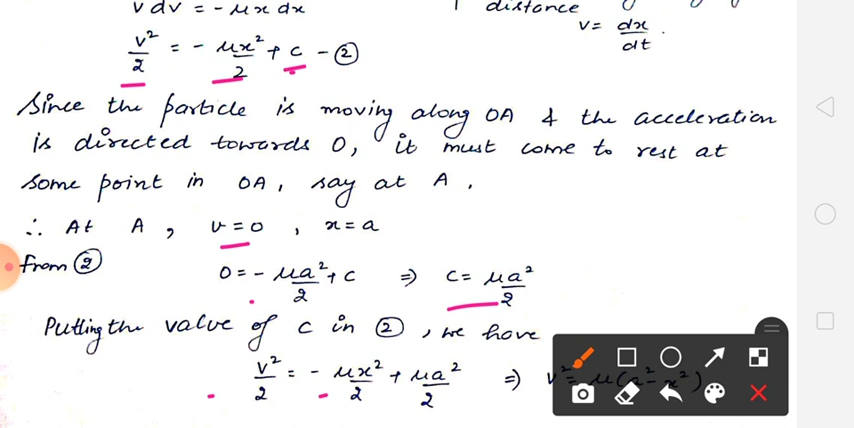 v dv = - μx dx
distance
v = dx/dt .
v²/2 = - μx²/2 + c - ②
Since the particle is moving along OA & the acceleration
is directed towards O, it must come to rest at
some point in OA, say at A.
∴ At A, v = 0, x = a
from ② 0 = - μa²/2 + c ⇒ c = μa²/2
Putting the value of c in ②, we have
v²/2 = - μx²/2 + μa²/2 ⇒ v² = μ(a² - x²)